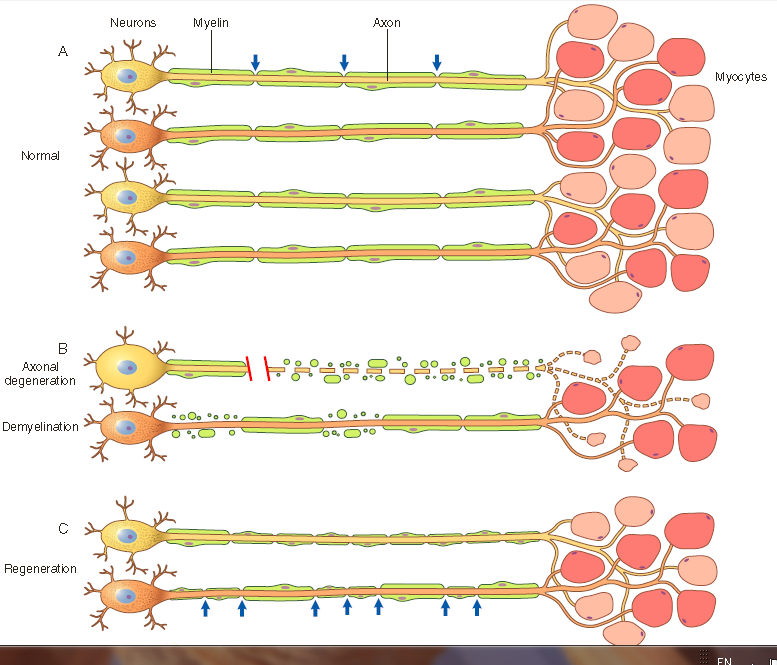 Neurons
Myelin
Axon
A
Myocytes
Normal
B
Axonal
degeneration
Demyelination
C
Regeneration
EN